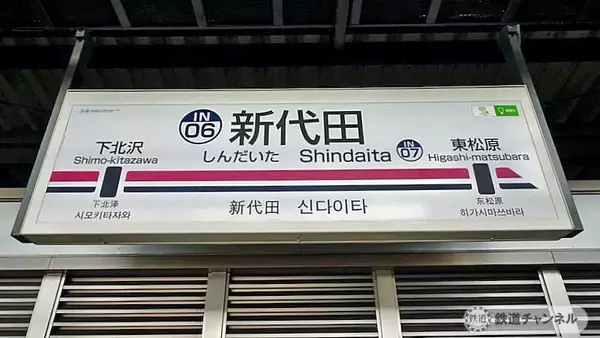 IN
06
新代田
しんだいた Shindaita
下北沢
Shimo-kitazawa
下北泽
시모키타자와
IN
07
東松原
Higashi-matsubara
东松原
히가시마쓰바라
新代田 신다이타
鉄道 鉄道チャンネル